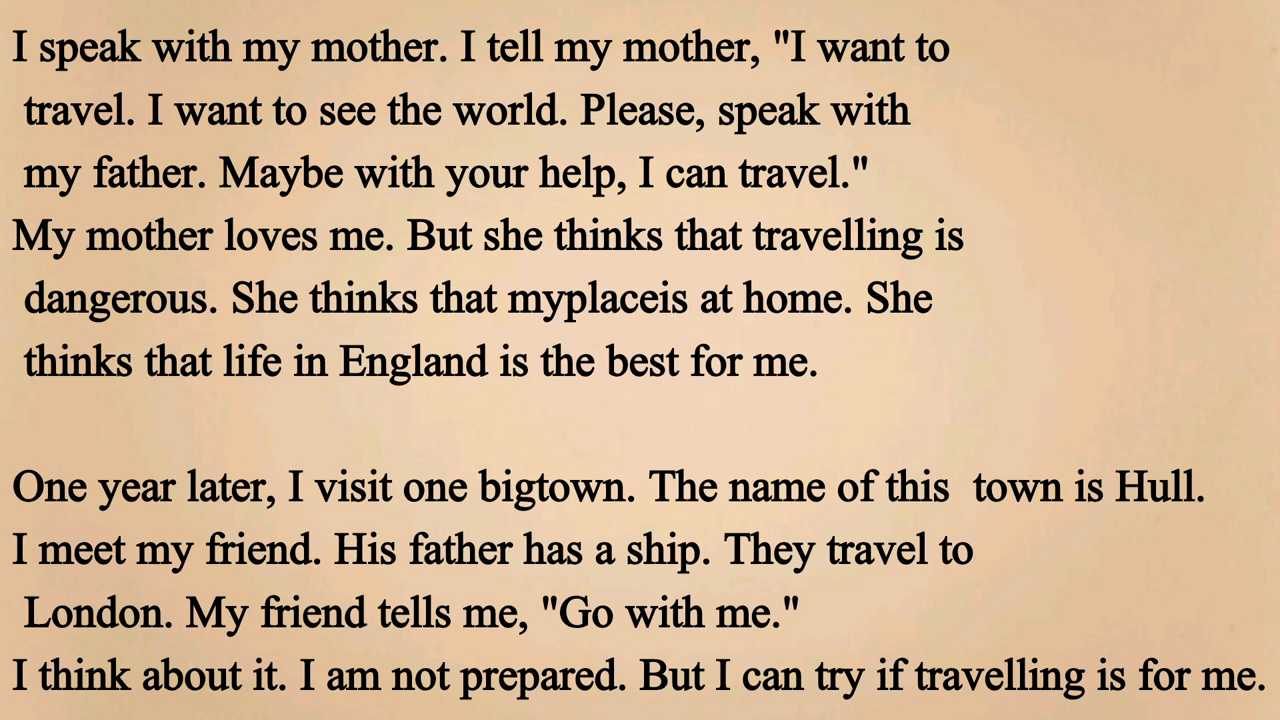 I speak with my mother. I tell my mother, "I want to
travel. I want to see the world. Please, speak with
my father. Maybe with your help, I can travel."
My mother loves me. But she thinks that travelling is
dangerous. She thinks that myplaceis at home. She
thinks that life in England is the best for me.
One year later, I visit one bigtown. The name of this  town is Hull.
I meet my friend. His father has a ship. They travel to
London. My friend tells me, "Go with me."
I think about it. I am not prepared. But I can try if travelling is for me.